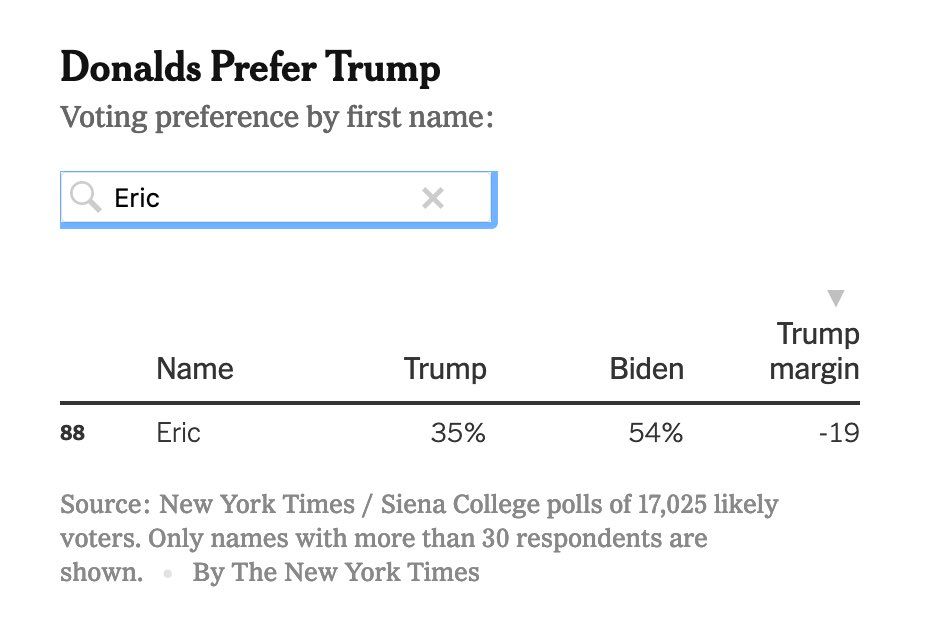 Donalds Prefer Trump
Voting preference by first name:
Eric
Trump
Name Trump Biden margin
88 Eric 35% 54% -19
Source: New York Times / Siena College polls of 17,025 likely
voters. Only names with more than 30 respondents are
shown. • By The New York Times